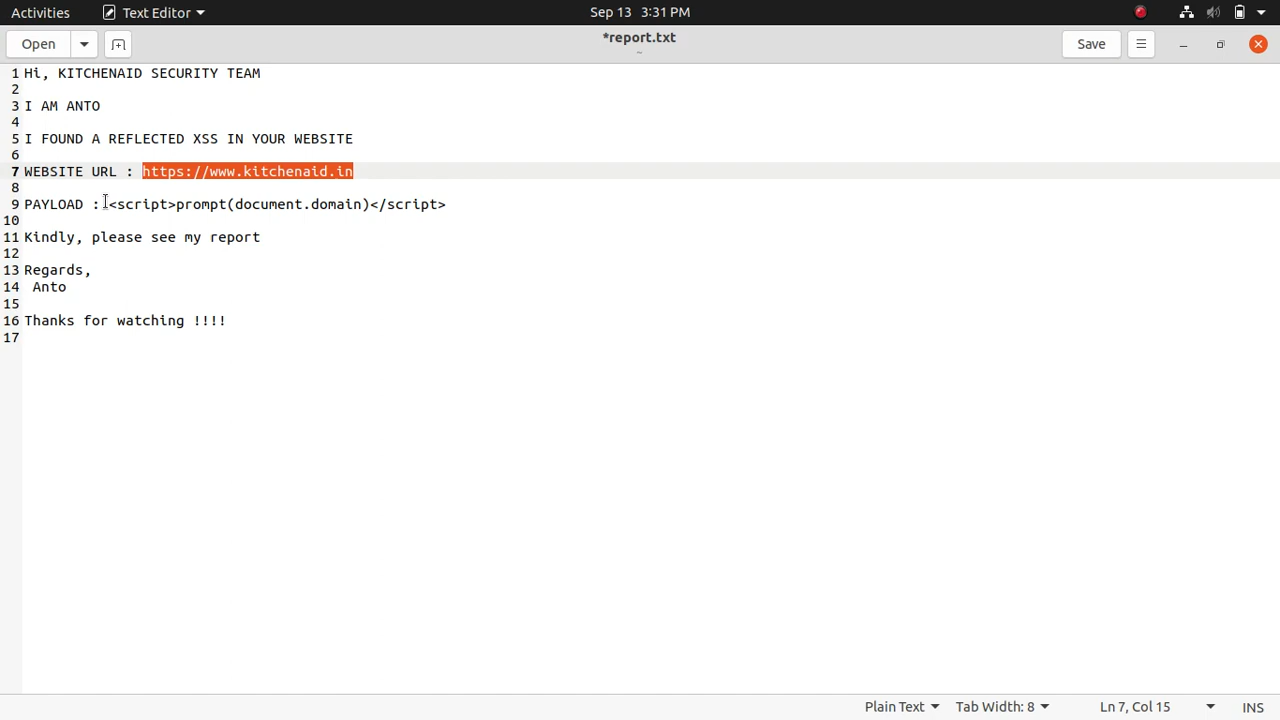 Activities Text Editor Sep 13 3:31 PM
Open *report.txt Save
~
1 Hi, KITCHENAID SECURITY TEAM
2
3 I AM ANTO
4
5 I FOUND A REFLECTED XSS IN YOUR WEBSITE
6
7 WEBSITE URL : https://www.kitchenaid.in
8
9 PAYLOAD : <script>prompt(document.domain)</script>
10
11 Kindly, please see my report
12
13 Regards,
14  Anto
15
16 Thanks for watching !!!!
17
Plain Text Tab Width: 8 Ln 7, Col 15 INS